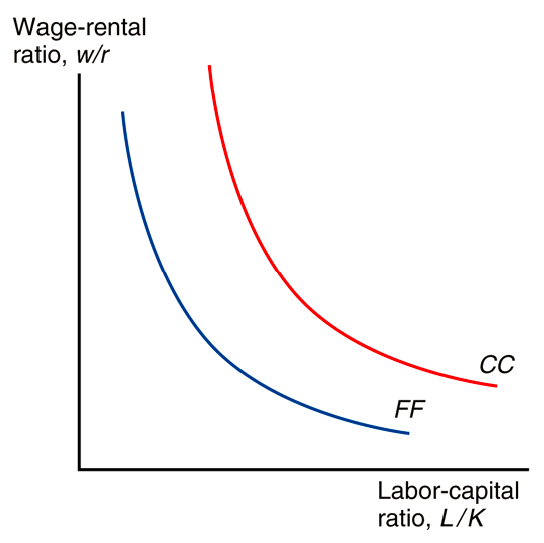 Wage-rental
ratio, w/r
CC
FF
Labor-capital
ratio, L/K